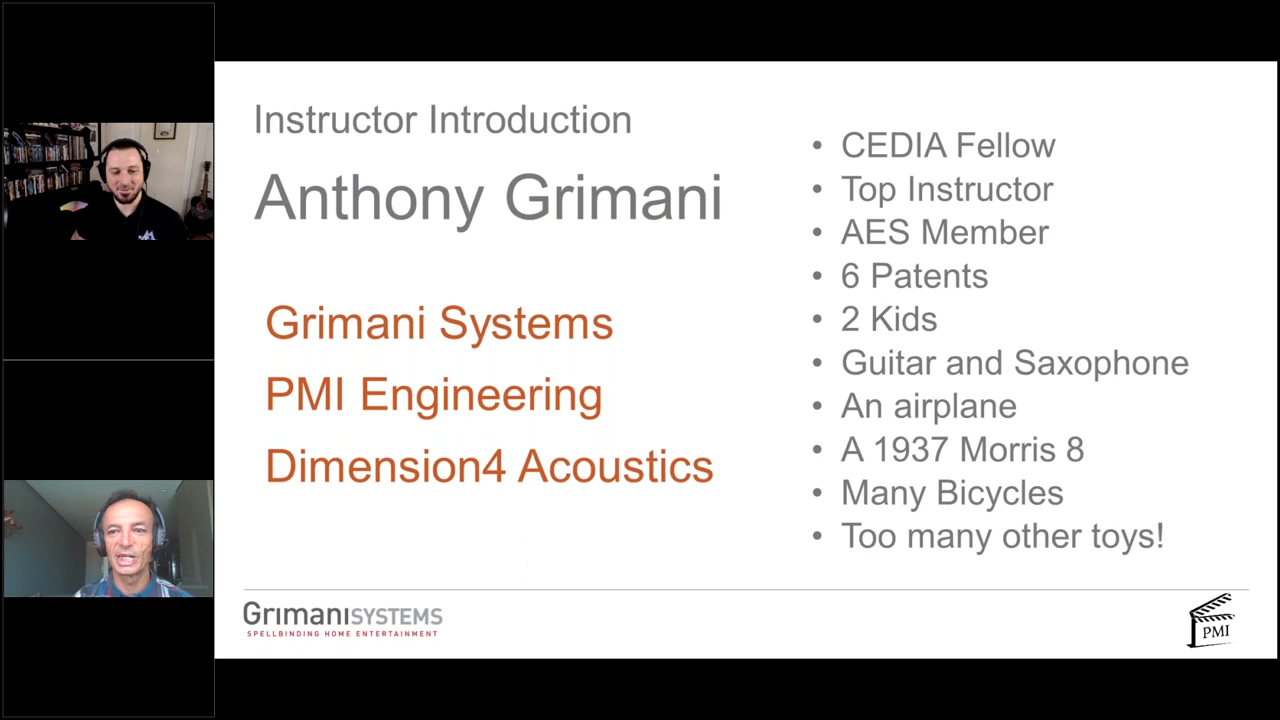 Instructor Introduction
Anthony Grimani
Grimani Systems
PMI Engineering
Dimension4 Acoustics
• CEDIA Fellow
• Top Instructor
• AES Member
• 6 Patents
• 2 Kids
• Guitar and Saxophone
• An airplane
• A 1937 Morris 8
• Many Bicycles
• Too many other toys!
GrimaniSYSTEMS
SPELLBINDING HOME ENTERTAINMENT
PMI